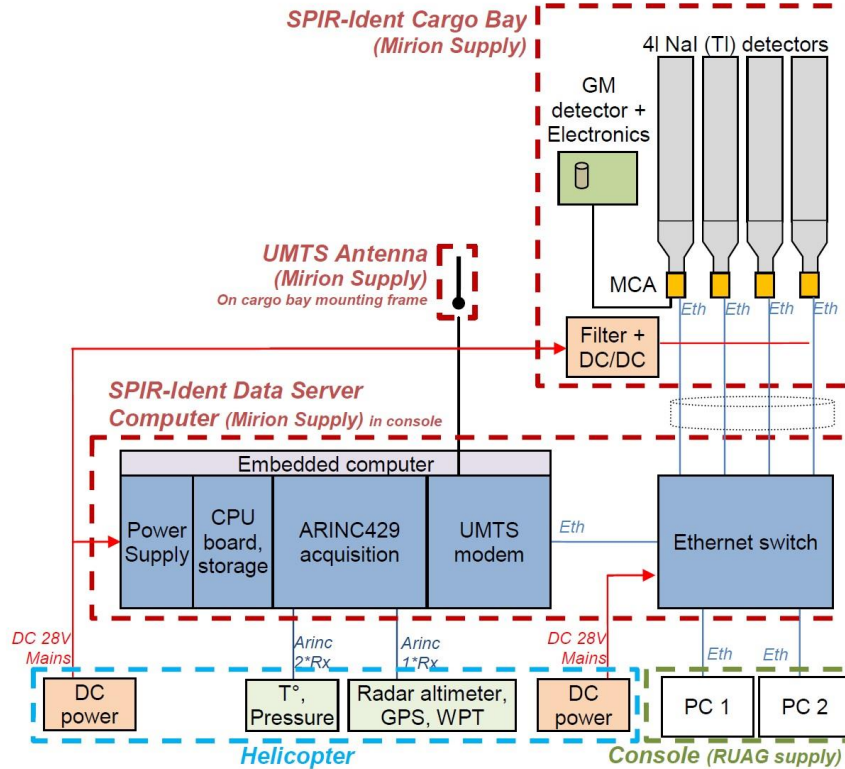 SPIR-Ident Cargo Bay
(Mirion Supply)
4l NaI (Tl) detectors
GM
detector +
Electronics
UMTS Antenna
(Mirion Supply)
On cargo bay mounting frame
MCA
Eth
Eth
Eth
Eth
Filter +
DC/DC
SPIR-Ident Data Server
Computer (Mirion Supply) in console
Embedded computer
Power
Supply
CPU
board,
storage
ARINC429
acquisition
UMTS
modem
Eth
Ethernet switch
DC 28V
Mains
Arinc
2*Rx
Arinc
1*Rx
DC 28V
Mains
Eth
Eth
DC
power
T°,
Pressure
Radar altimeter,
GPS, WPT
DC
power
PC 1
PC 2
Helicopter
Console (RUAG supply)